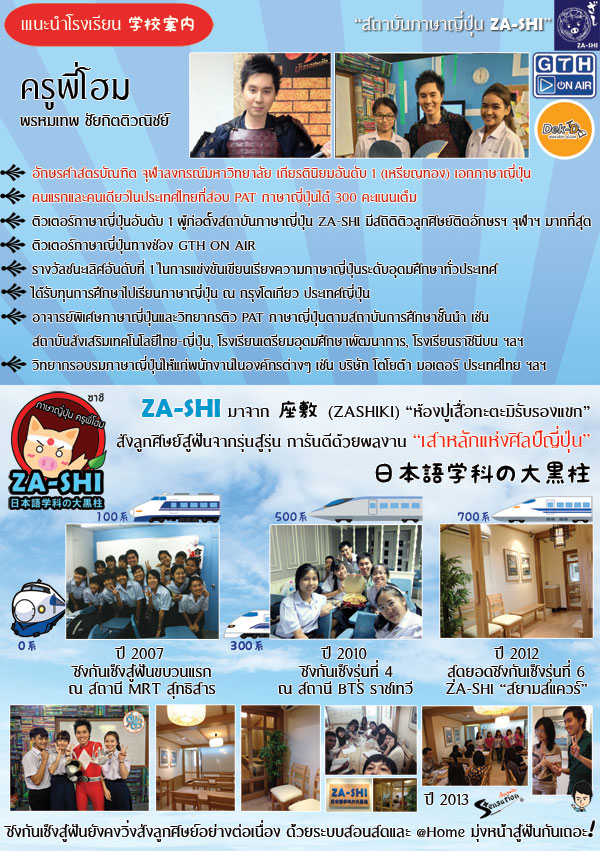 แนะนำโรงเรียน 学校案内
“สถาบันภาษาญี่ปุ่น ZA-SHI”
ざし
ZA-SHI
GTH
ON AIR
Dek-D
ครูพี่โฮม
พรหมเทพ ชัยกิตติวณิชย์
อักษรศาสตรบัณฑิต จุฬาลงกรณ์มหาวิทยาลัย เกียรตินิยมอันดับ 1 (เหรียญทอง) เอกภาษาญี่ปุ่น
คนแรกและคนเดียวในประเทศไทยที่สอบ PAT ภาษาญี่ปุ่นได้ 300 คะแนนเต็ม
ติวเตอร์ภาษาญี่ปุ่นอันดับ 1 ผู้ก่อตั้งสถาบันภาษาญี่ปุ่น ZA-SHI มีสถิติติวลูกศิษย์ติดอักษรฯ จุฬาฯ มากที่สุด
ติวเตอร์ภาษาญี่ปุ่นทางช่อง GTH ON AIR
รางวัลชนะเลิศอันดับที่ 1 ในการแข่งขันเขียนเรียงความภาษาญี่ปุ่นระดับอุดมศึกษาทั่วประเทศ
ได้รับทุนการศึกษาไปเรียนภาษาญี่ปุ่น ณ กรุงโตเกียว ประเทศญี่ปุ่น
อาจารย์พิเศษภาษาญี่ปุ่นและวิทยากรติว PAT ภาษาญี่ปุ่นตามสถาบันการศึกษาชั้นนำ เช่น
สถาบันส่งเสริมเทคโนโลยีไทย-ญี่ปุ่น, โรงเรียนเตรียมอุดมศึกษาพัฒนาการ, โรงเรียนราชินีบน ฯลฯ
วิทยากรอบรมภาษาญี่ปุ่นให้แก่พนักงานในองค์กรต่างๆ เช่น บริษัท โตโยต้า มอเตอร์ ประเทศไทย ฯลฯ
ซาชิ
ภาษาญี่ปุ่น ครูพี่โฮม
ZA-SHI
日本語学科の大黒柱
ZA-SHI มาจาก 座敷 (ZASHIKI) “ห้องปูเสื่อทะตะมิรับรองแขก”
ส่งลูกศิษย์สู่ฝันจากรุ่นสู่รุ่น การันตีด้วยผลงาน “เสาหลักแห่งศิลป์ญี่ปุ่น”
日本語学科の大黒柱
100系
500系
700系
0系
300系
ปี 2007
ชิงกันเซ็งสู่ฝันขบวนแรก
ณ สถานี MRT สุทธิสาร
ปี 2010
ชิงกันเซ็งรุ่นที่ 4
ณ สถานี BTS ราชเทวี
ปี 2012
สุดยอดชิงกันเซ็งรุ่นที่ 6
ZA-SHI “สยามสแควร์”
ZA-SHI
日本語学科の大黒柱
ปี 2013
Sensation
ชิงกันเซ็งสู่ฝันยังคงวิ่งส่งลูกศิษย์อย่างต่อเนื่อง ด้วยระบบสอนสดและ @Home มุ่งหน้าสู่ฝันกันเถอะ!